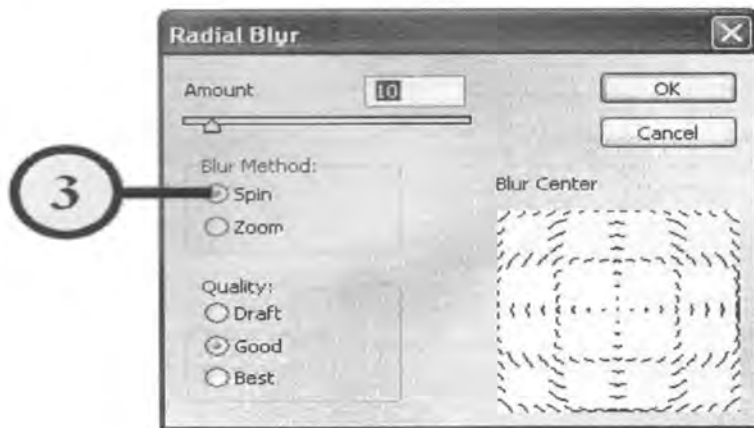 Radial Blur
Amount 10
OK
Cancel
Blur Method:
3
Spin
Zoom
Blur Center
Quality:
Draft
Good
Best